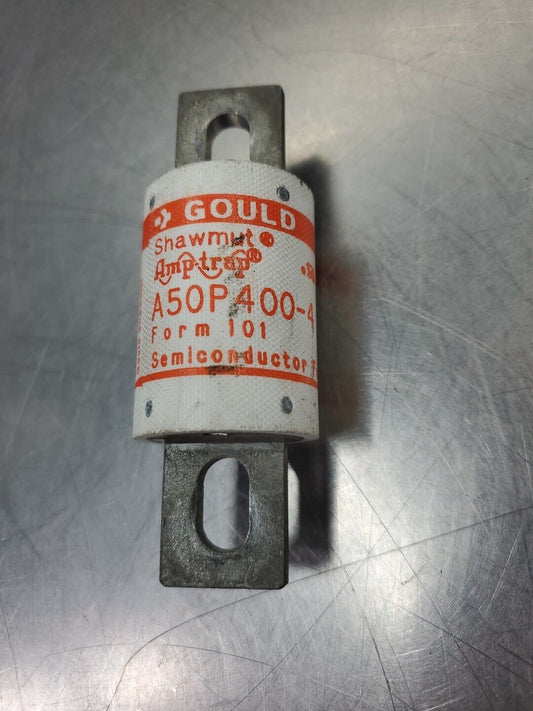 GOULD
Shawmut
Amp-trap®
A50P400-4
Form 101
Semiconductor F